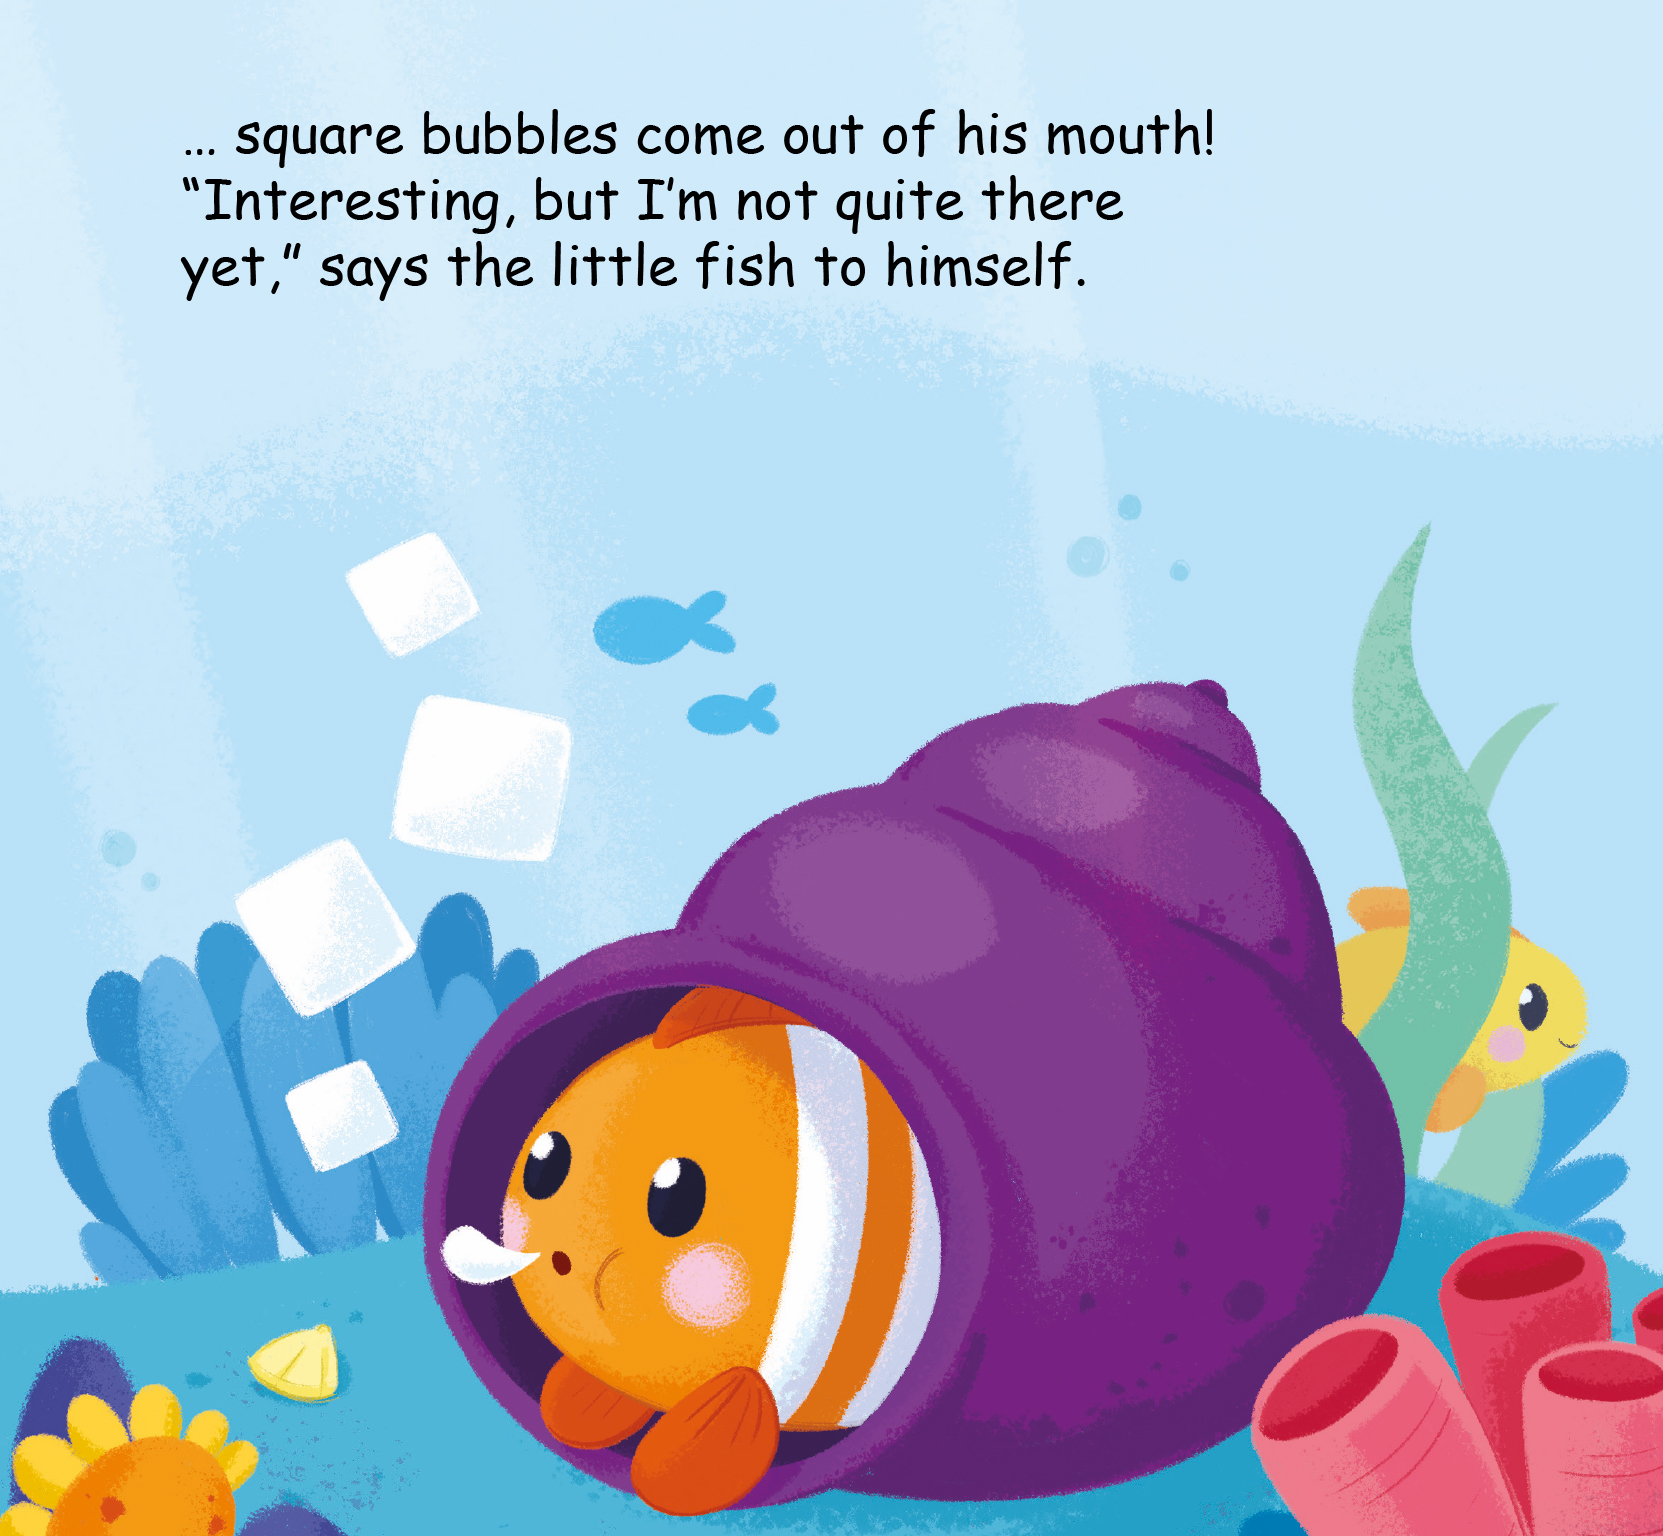 … square bubbles come out of his mouth!
“Interesting, but I’m not quite there
yet,” says the little fish to himself.